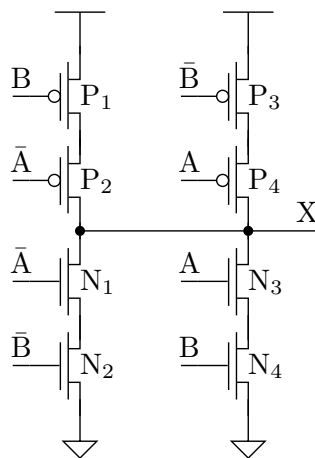 B P₁ B̄ P₃
Ā P₂ A P₄
X
Ā N₁ A N₃
B̄ N₂ B N₄